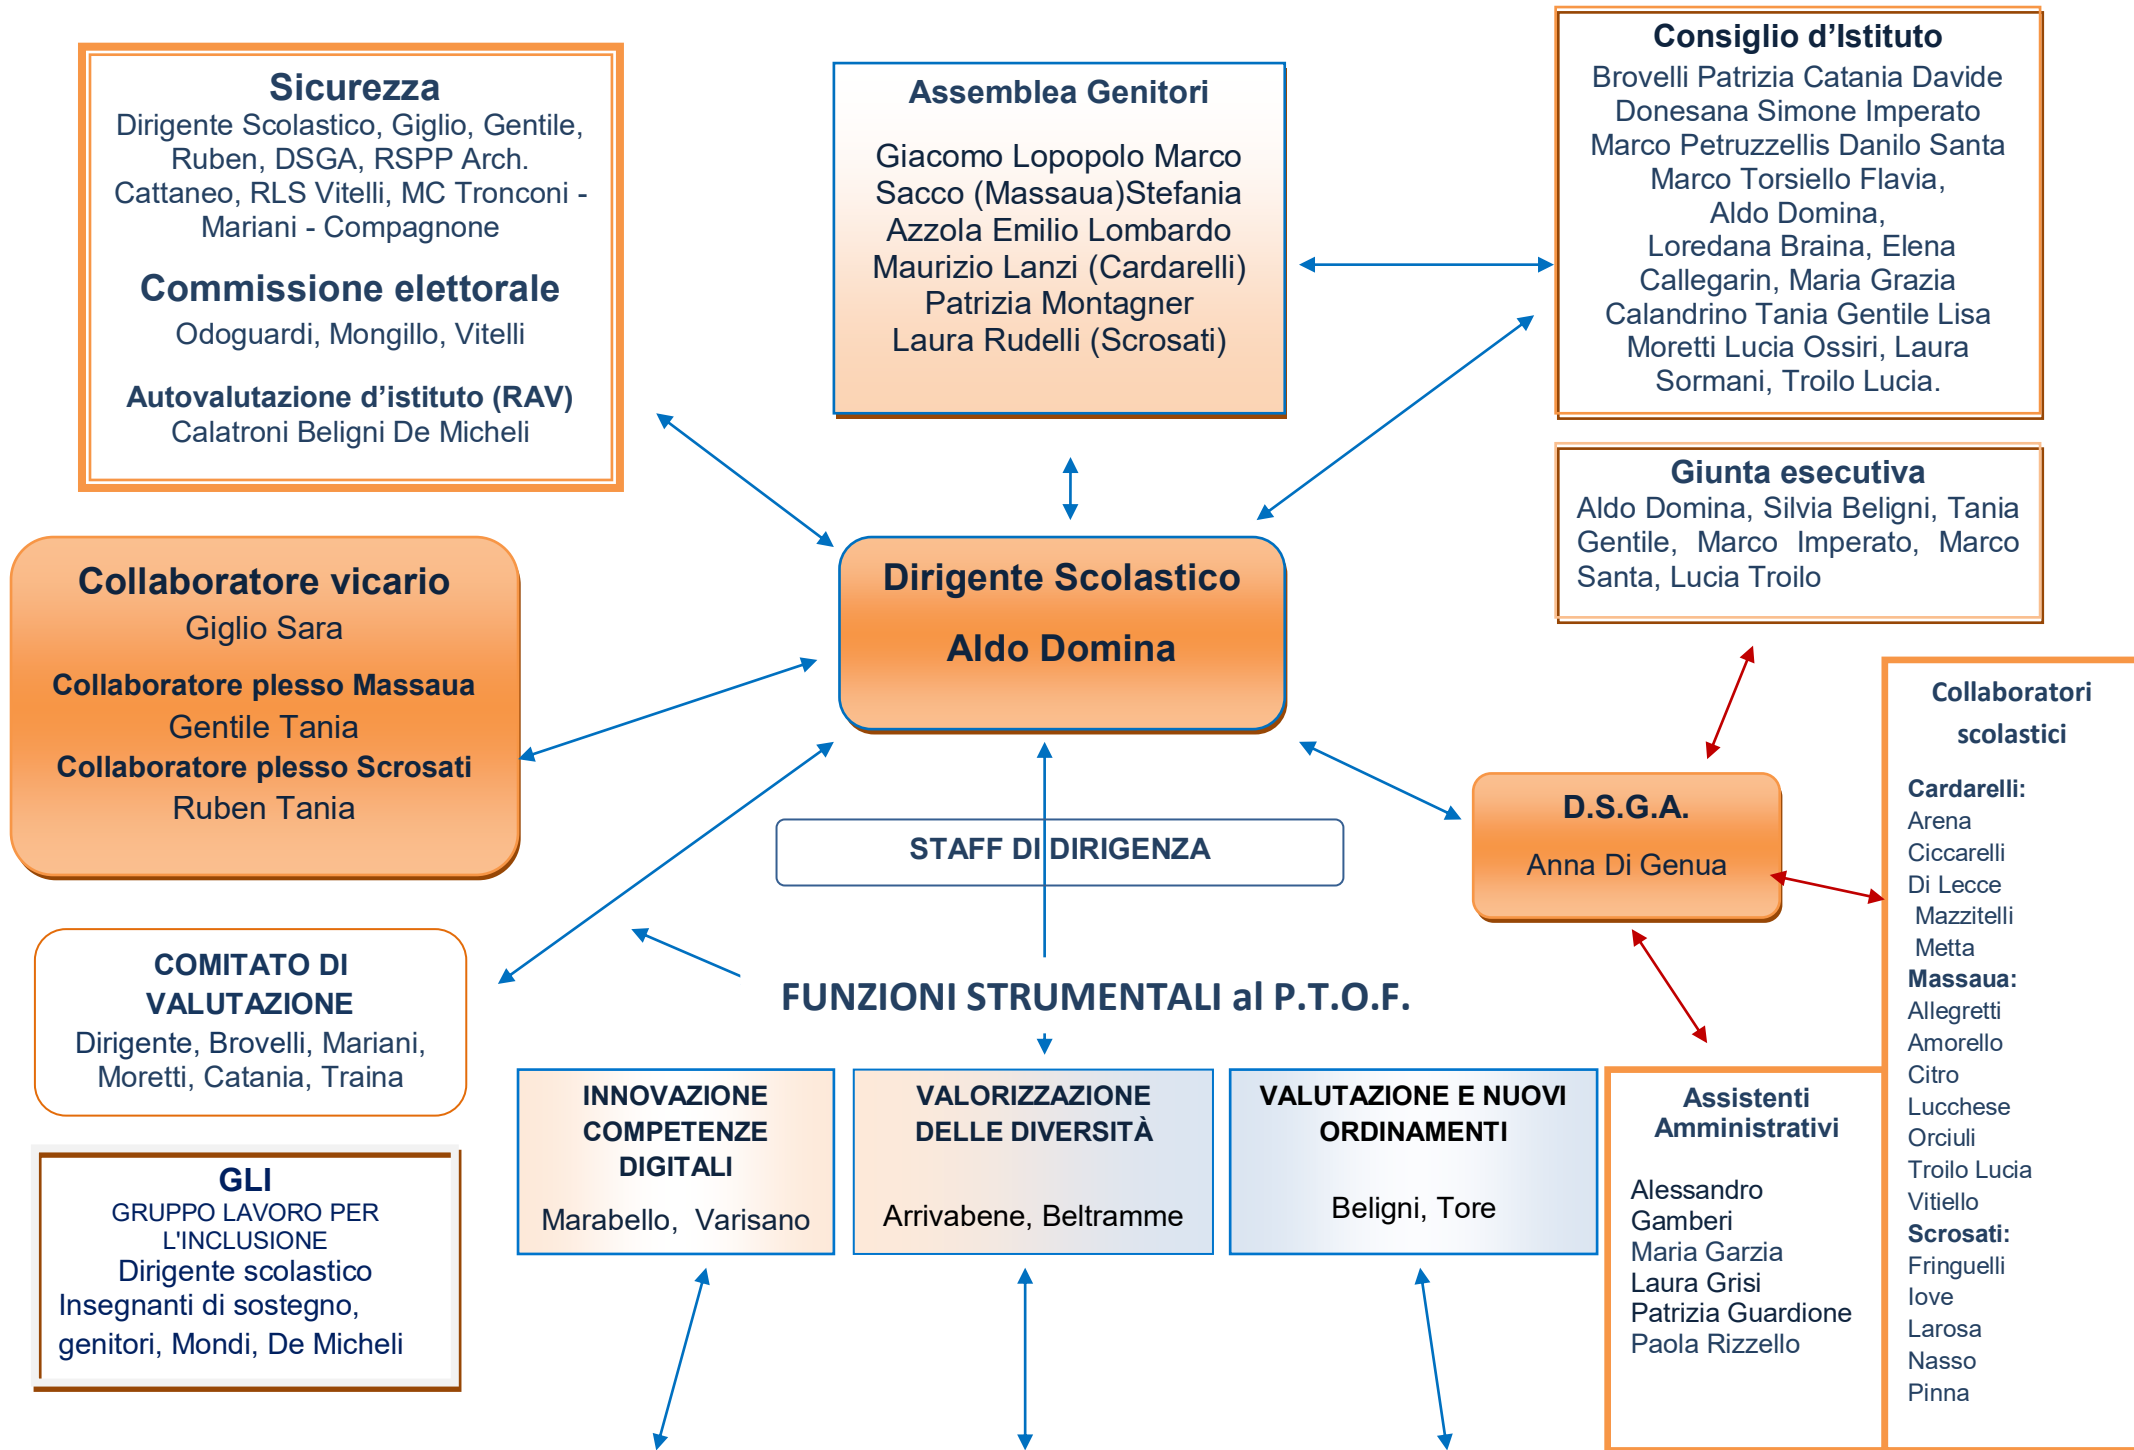 Sicurezza
Dirigente Scolastico, Giglio, Gentile,
Ruben, DSGA, RSPP Arch.
Cattaneo, RLS Vitelli, MC Tronconi -
Mariani - Compagnone
Commissione elettorale
Odoguardi, Mongillo, Vitelli
Autovalutazione d’istituto (RAV)
Calatroni Beligni De Micheli
Assemblea Genitori
Giacomo Lopopolo Marco
Sacco (Massaua)Stefania
Azzola Emilio Lombardo
Maurizio Lanzi (Cardarelli)
Patrizia Montagner
Laura Rudelli (Scrosati)
Consiglio d’Istituto
Brovelli Patrizia Catania Davide
Donesana Simone Imperato
Marco Petruzzellis Danilo Santa
Marco Torsiello Flavia,
Aldo Domina,
Loredana Braina, Elena
Callegarin, Maria Grazia
Calandrino Tania Gentile Lisa
Moretti Lucia Ossiri, Laura
Sormani, Troilo Lucia.
Giunta esecutiva
Aldo Domina, Silvia Beligni, Tania
Gentile, Marco Imperato, Marco
Santa, Lucia Troilo
Collaboratore vicario
Giglio Sara
Collaboratore plesso Massaua
Gentile Tania
Collaboratore plesso Scrosati
Ruben Tania
Dirigente Scolastico
Aldo Domina
D.S.G.A.
Anna Di Genua
STAFF DI DIRIGENZA
COMITATO DI
VALUTAZIONE
Dirigente, Brovelli, Mariani,
Moretti, Catania, Traina
FUNZIONI STRUMENTALI al P.T.O.F.
GLI
GRUPPO LAVORO PER
L'INCLUSIONE
Dirigente scolastico
Insegnanti di sostegno,
genitori, Mondi, De Micheli
INNOVAZIONE
COMPETENZE
DIGITALI
Marabello, Varisano
VALORIZZAZIONE
DELLE DIVERSITÀ
Arrivabene, Beltramme
VALUTAZIONE E NUOVI
ORDINAMENTI
Beligni, Tore
Assistenti
Amministrativi
Alessandro
Gamberi
Maria Garzia
Laura Grisi
Patrizia Guardione
Paola Rizzello
Collaboratori
scolastici
Cardarelli:
Arena
Ciccarelli
Di Lecce
Mazzitelli
Metta
Massaua:
Allegretti
Amorello
Citro
Lucchese
Orciuli
Troilo Lucia
Vitiello
Scrosati:
Fringuelli
Iove
Larosa
Nasso
Pinna